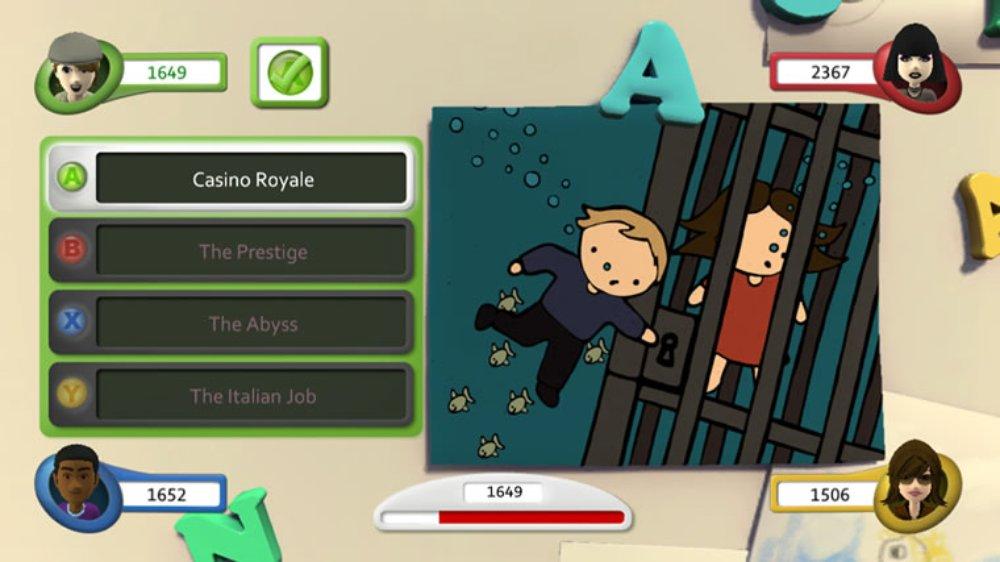 1649
2367
A
A
Casino Royale
B
The Prestige
X
The Abyss
Y
The Italian Job
1652
1649
1506
N